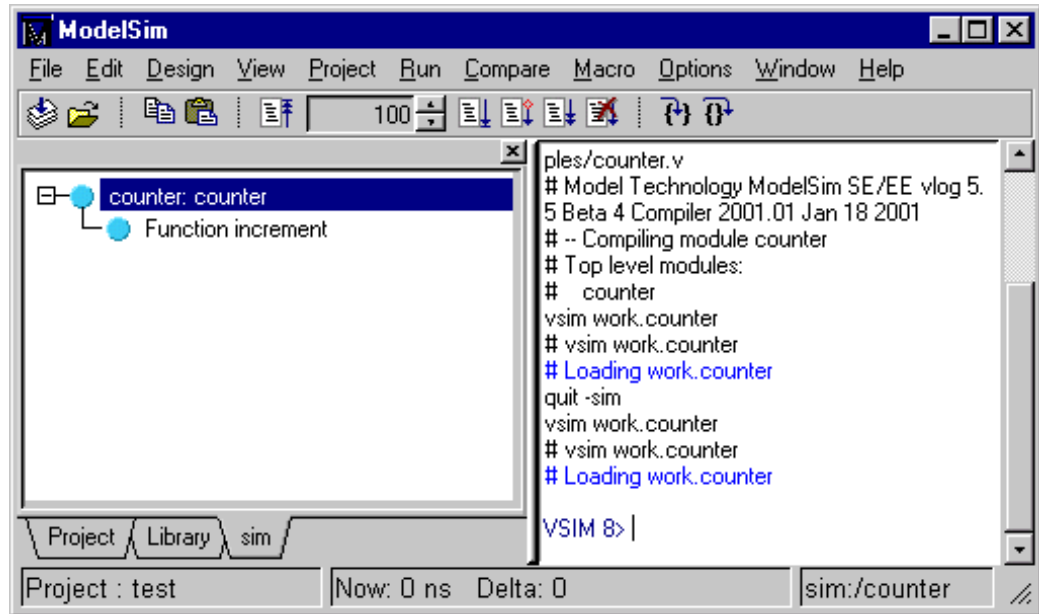 ModelSim
File Edit Design View Project Run Compare Macro Options Window Help
100
counter: counter
Function increment
Project Library sim
ples/counter.v
# Model Technology ModelSim SE/EE vlog 5.
5 Beta 4 Compiler 2001.01 Jan 18 2001
# -- Compiling module counter
# Top level modules:
#    counter
vsim work.counter
# vsim work.counter
# Loading work.counter
quit -sim
vsim work.counter
# vsim work.counter
# Loading work.counter
VSIM 8>
Project : test
Now: 0 ns   Delta: 0
sim:/counter